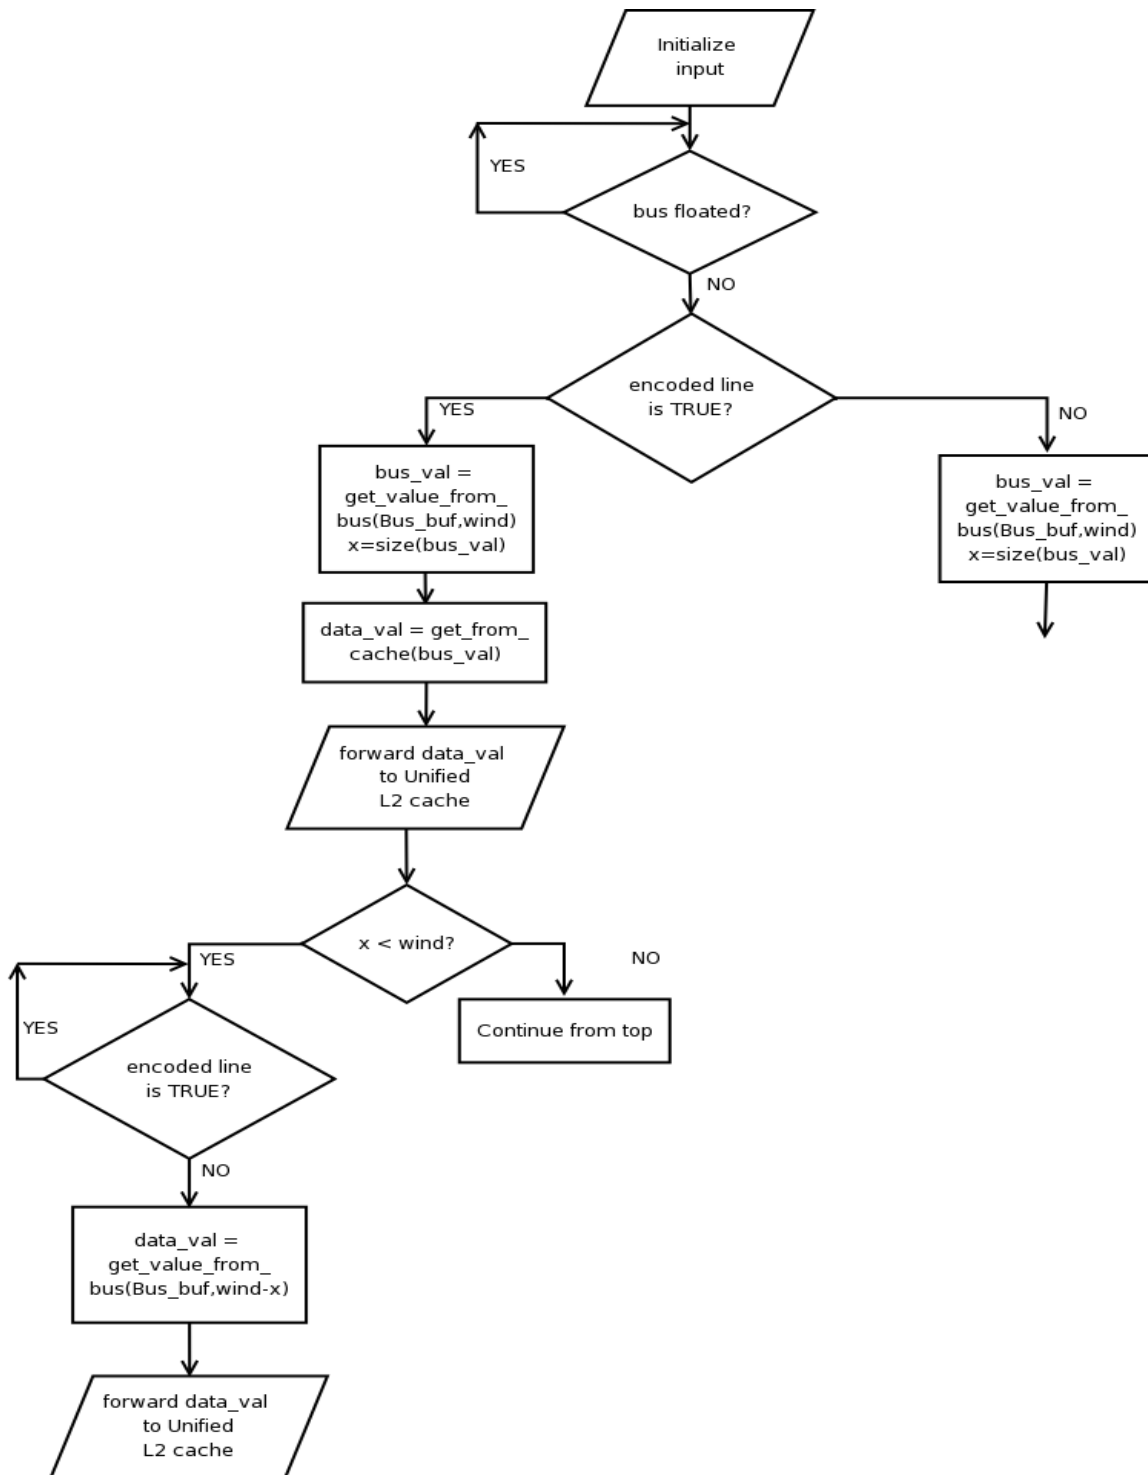 Initialize
input
YES
bus floated?
NO
encoded line
is TRUE?
YES
NO
bus_val =
get_value_from_
bus(Bus_buf,wind)
x=size(bus_val)
bus_val =
get_value_from_
bus(Bus_buf,wind)
x=size(bus_val)
data_val = get_from_
cache(bus_val)
forward data_val
to Unified
L2 cache
x < wind?
YES
NO
Continue from top
YES
encoded line
is TRUE?
NO
data_val =
get_value_from_
bus(Bus_buf,wind-x)
forward data_val
to Unified
L2 cache